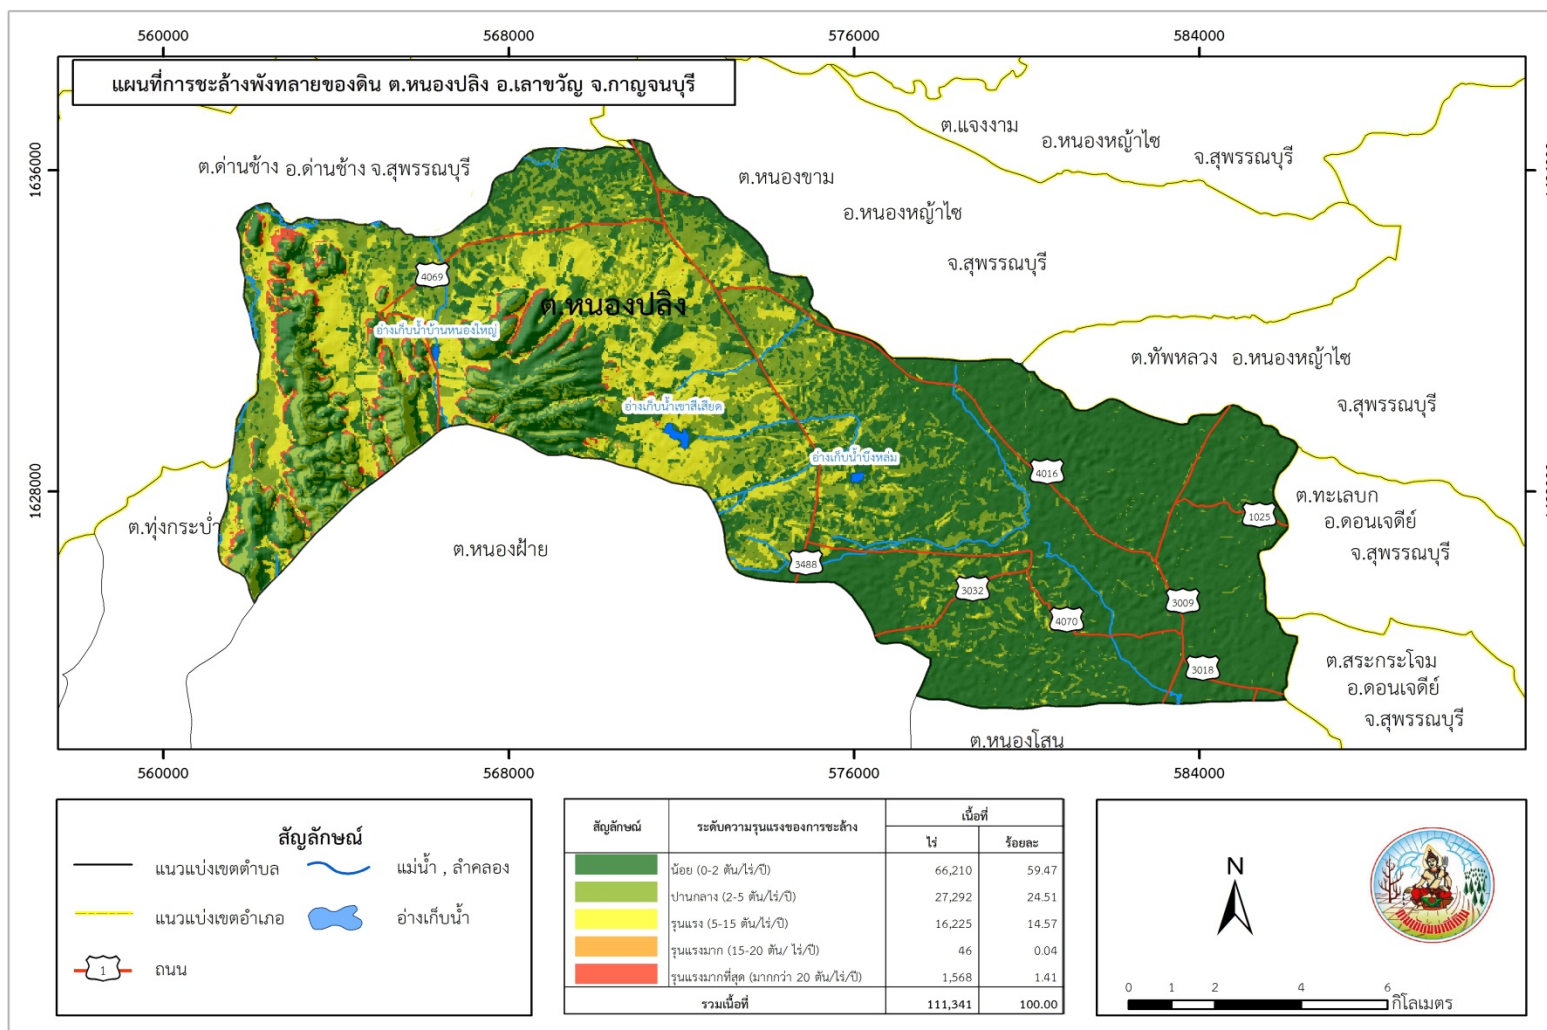 560000 568000 576000 584000
แผนที่การชะล้างพังทลายของดิน ต.หนองปลิง อ.เลาขวัญ จ.กาญจนบุรี
ต.แจงงาม
อ.หนองหญ้าไซ
จ.สุพรรณบุรี
1636000
ต.ด่านช้าง อ.ด่านช้าง จ.สุพรรณบุรี
ต.หนองขาม
อ.หนองหญ้าไซ
จ.สุพรรณบุรี
4069
ต.หนองปลิง
อ่างเก็บน้ำบ้านหนองใหญ่
ต.ทัพหลวง อ.หนองหญ้าไซ
จ.สุพรรณบุรี
อ่างเก็บน้ำเขาสีเสียด
อ่างเก็บน้ำบึงหล่ม
4016
1628000
ต.ทะเลบก
อ.ดอนเจดีย์
จ.สุพรรณบุรี
1025
ต.ทุ่งกระบ่ำ
ต.หนองฝ้าย
3488
3032
3009
4070
3018
ต.สระกระโจม
อ.ดอนเจดีย์
จ.สุพรรณบุรี
ต.หนองโสน
560000 568000 576000 584000
สัญลักษณ์
แนวแบ่งเขตตำบล
แม่น้ำ , ลำคลอง
แนวแบ่งเขตอำเภอ
อ่างเก็บน้ำ
1 ถนน
สัญลักษณ์ ระดับความรุนแรงของการชะล้าง เนื้อที่
ไร่ ร้อยละ
น้อย (0-2 ตัน/ไร่/ปี) 66,210 59.47
ปานกลาง (2-5 ตัน/ไร่/ปี) 27,292 24.51
รุนแรง (5-15 ตัน/ไร่/ปี) 16,225 14.57
รุนแรงมาก (15-20 ตัน/ ไร่/ปี) 46 0.04
รุนแรงมากที่สุด (มากกว่า 20 ตัน/ไร่/ปี) 1,568 1.41
รวมเนื้อที่ 111,341 100.00
N
กรมพัฒนาที่ดิน
0 1 2 4 6
กิโลเมตร